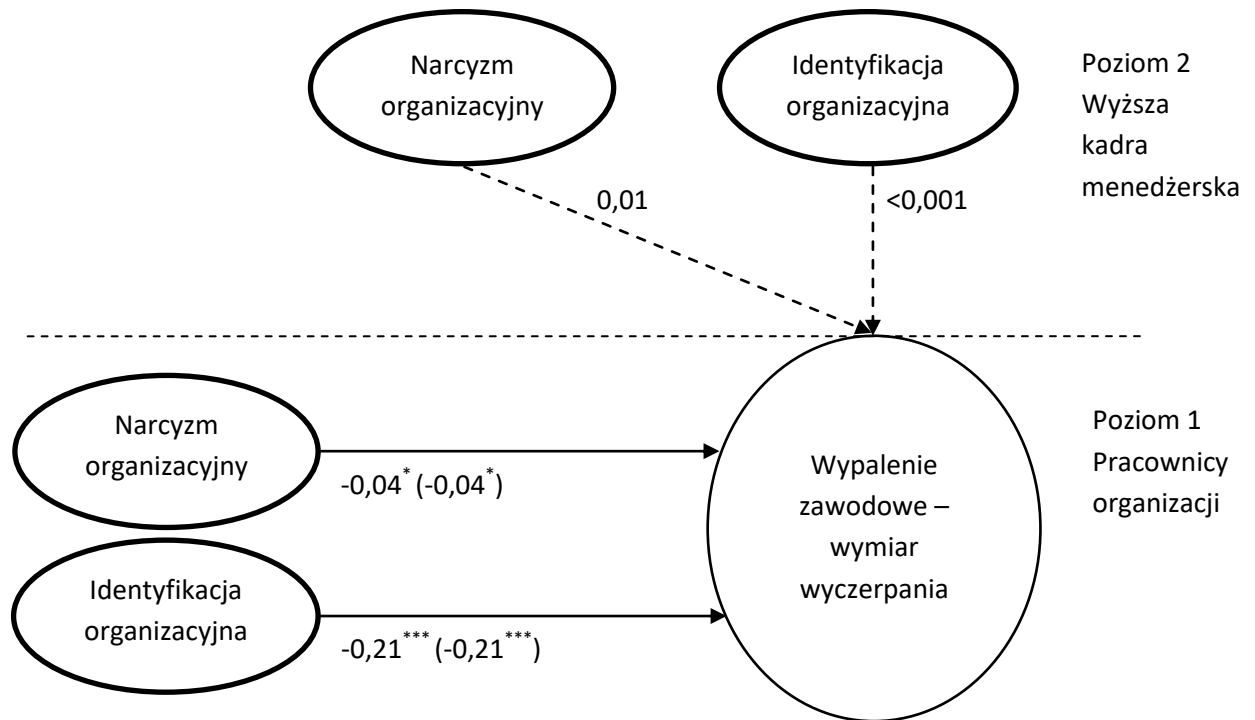 Narcyzm
organizacyjny
Identyfikacja
organizacyjna
Poziom 2
Wyższa
kadra
menedżerska
0,01
<0,001
Narcyzm
organizacyjny
-0,04* (-0,04*)
Identyfikacja
organizacyjna
-0,21*** (-0,21***)
Wypalenie
zawodowe –
wymiar
wyczerpania
Poziom 1
Pracownicy
organizacji